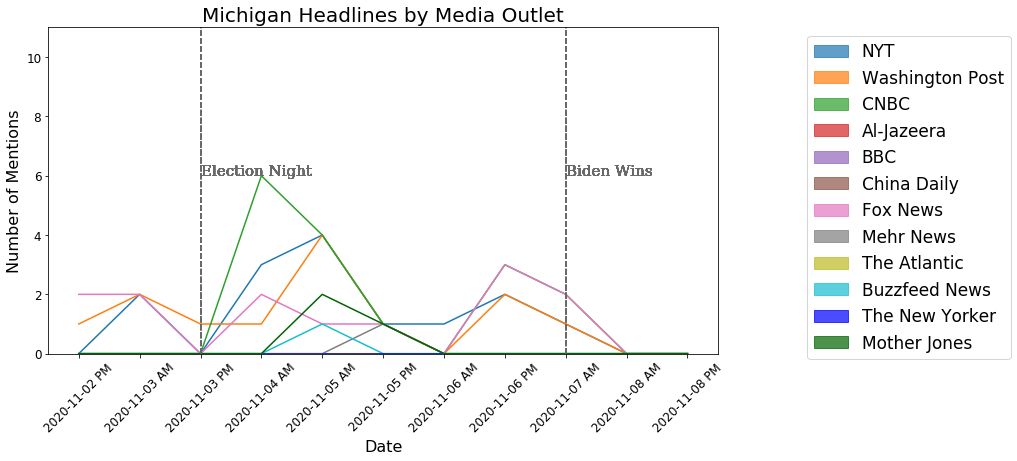 Michigan Headlines by Media Outlet
Number of Mentions
10
8
6
4
2
0
Election Night
Biden Wins
2020-11-02 PM
2020-11-03 AM
2020-11-03 PM
2020-11-04 AM
2020-11-05 AM
2020-11-05 PM
2020-11-06 AM
2020-11-06 PM
2020-11-07 AM
2020-11-08 AM
2020-11-08 PM
Date
NYT
Washington Post
CNBC
Al-Jazeera
BBC
China Daily
Fox News
Mehr News
The Atlantic
Buzzfeed News
The New Yorker
Mother Jones